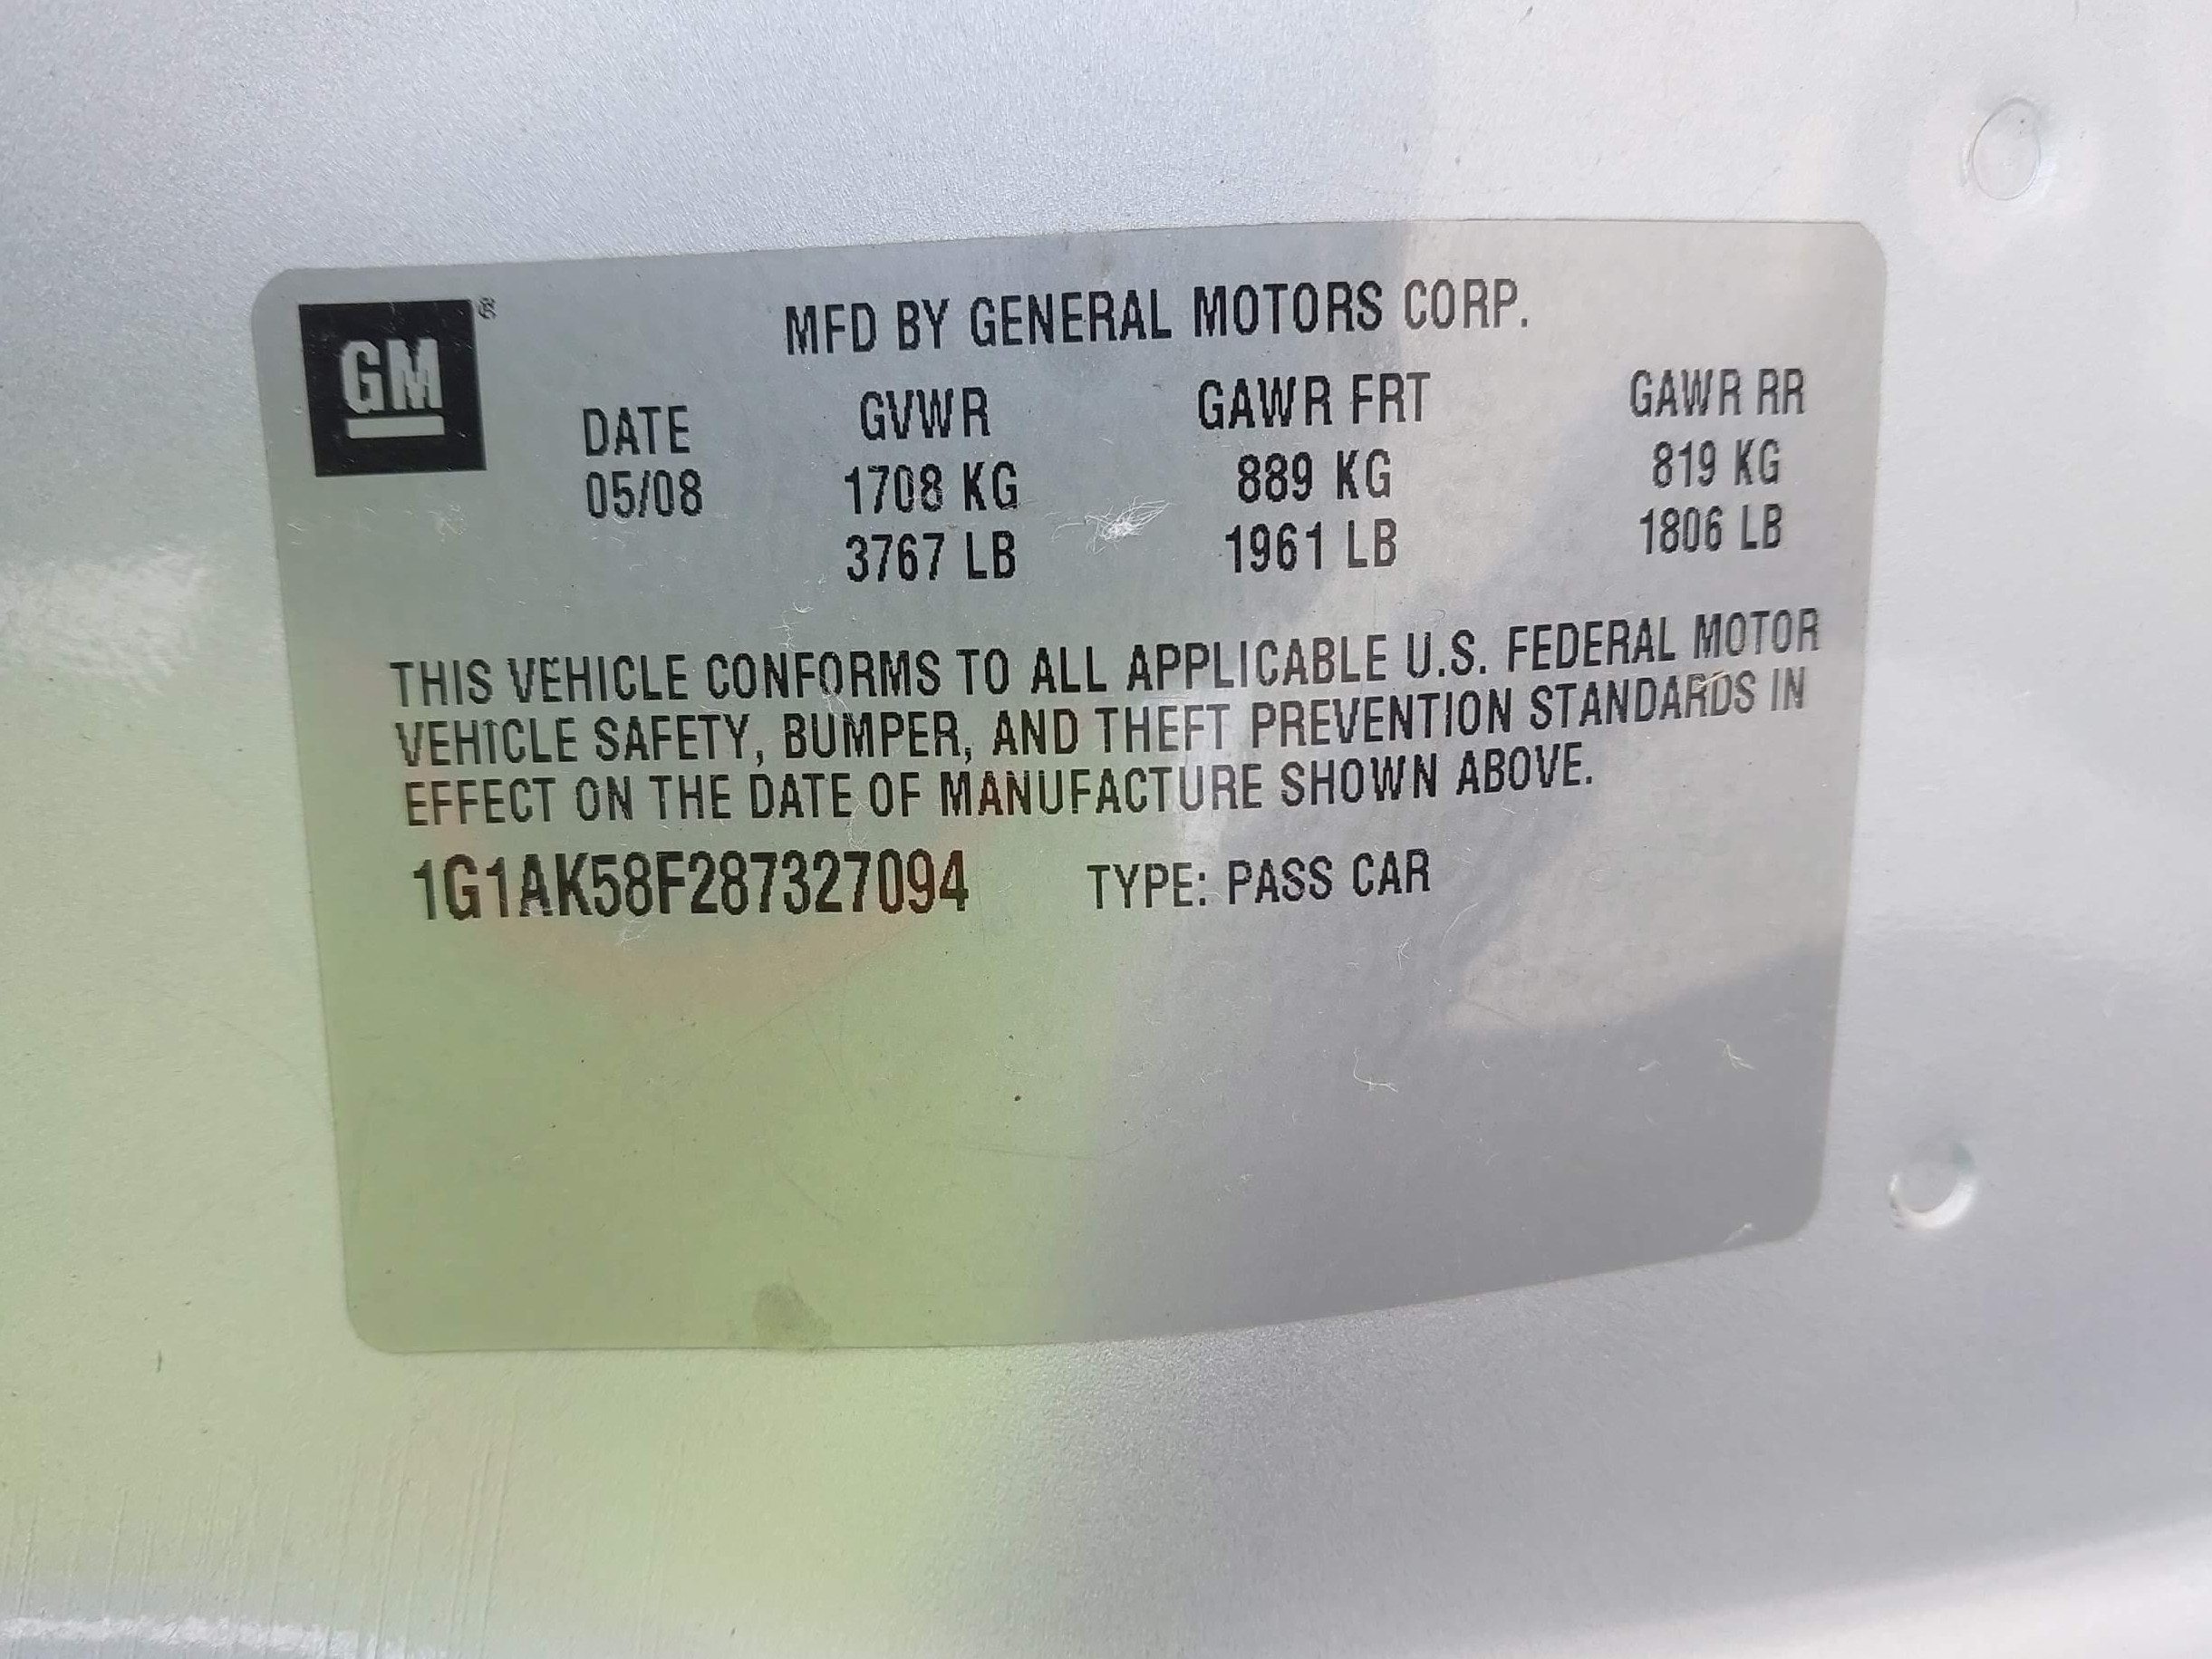 GM®
MFD BY GENERAL MOTORS CORP.
DATE GVWR GAWR FRT GAWR RR
05/08 1708 KG 889 KG 819 KG
3767 LB 1961 LB 1806 LB
THIS VEHICLE CONFORMS TO ALL APPLICABLE U.S. FEDERAL MOTOR
VEHICLE SAFETY, BUMPER, AND THEFT PREVENTION STANDARDS IN
EFFECT ON THE DATE OF MANUFACTURE SHOWN ABOVE.
1G1AK58F287327094 TYPE: PASS CAR